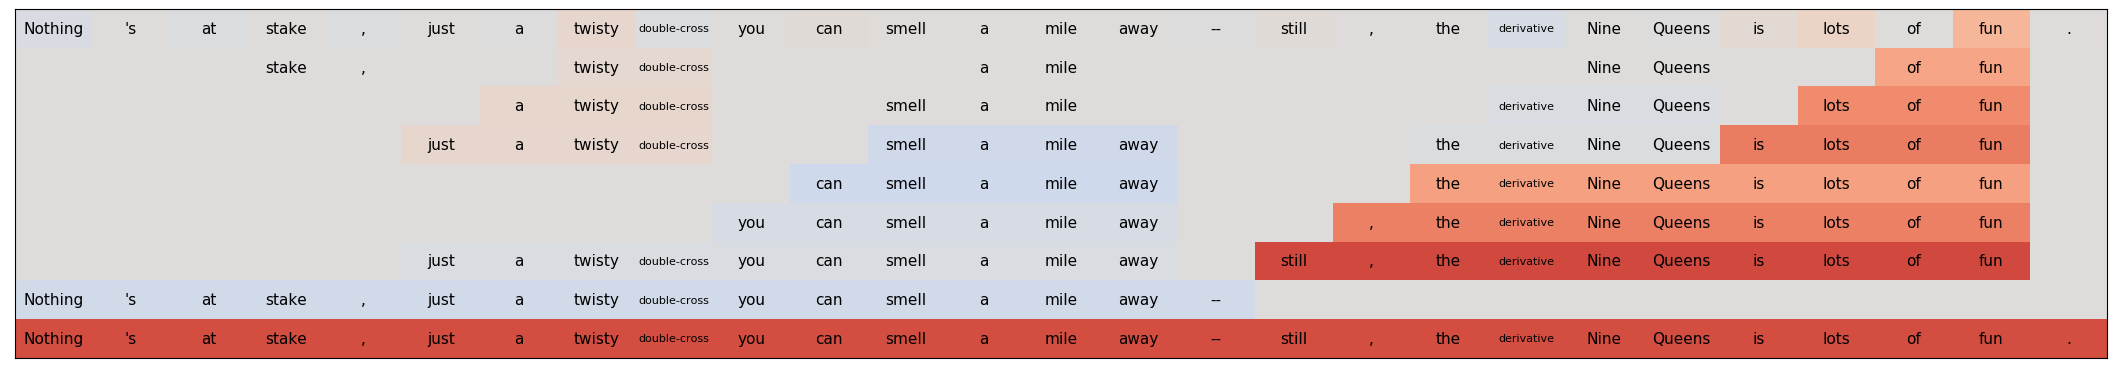 Nothing 's at stake , just a twisty double-cross you can smell a mile away -- still , the derivative Nine Queens is lots of fun .
stake , twisty double-cross a mile Nine Queens of fun
a twisty double-cross smell a mile derivative Nine Queens lots of fun
just a twisty double-cross smell a mile away the derivative Nine Queens is lots of fun
can smell a mile away the derivative Nine Queens is lots of fun
you can smell a mile away , the derivative Nine Queens is lots of fun
just a twisty double-cross you can smell a mile away still , the derivative Nine Queens is lots of fun
Nothing 's at stake , just a twisty double-cross you can smell a mile away --
Nothing 's at stake , just a twisty double-cross you can smell a mile away -- still , the derivative Nine Queens is lots of fun .